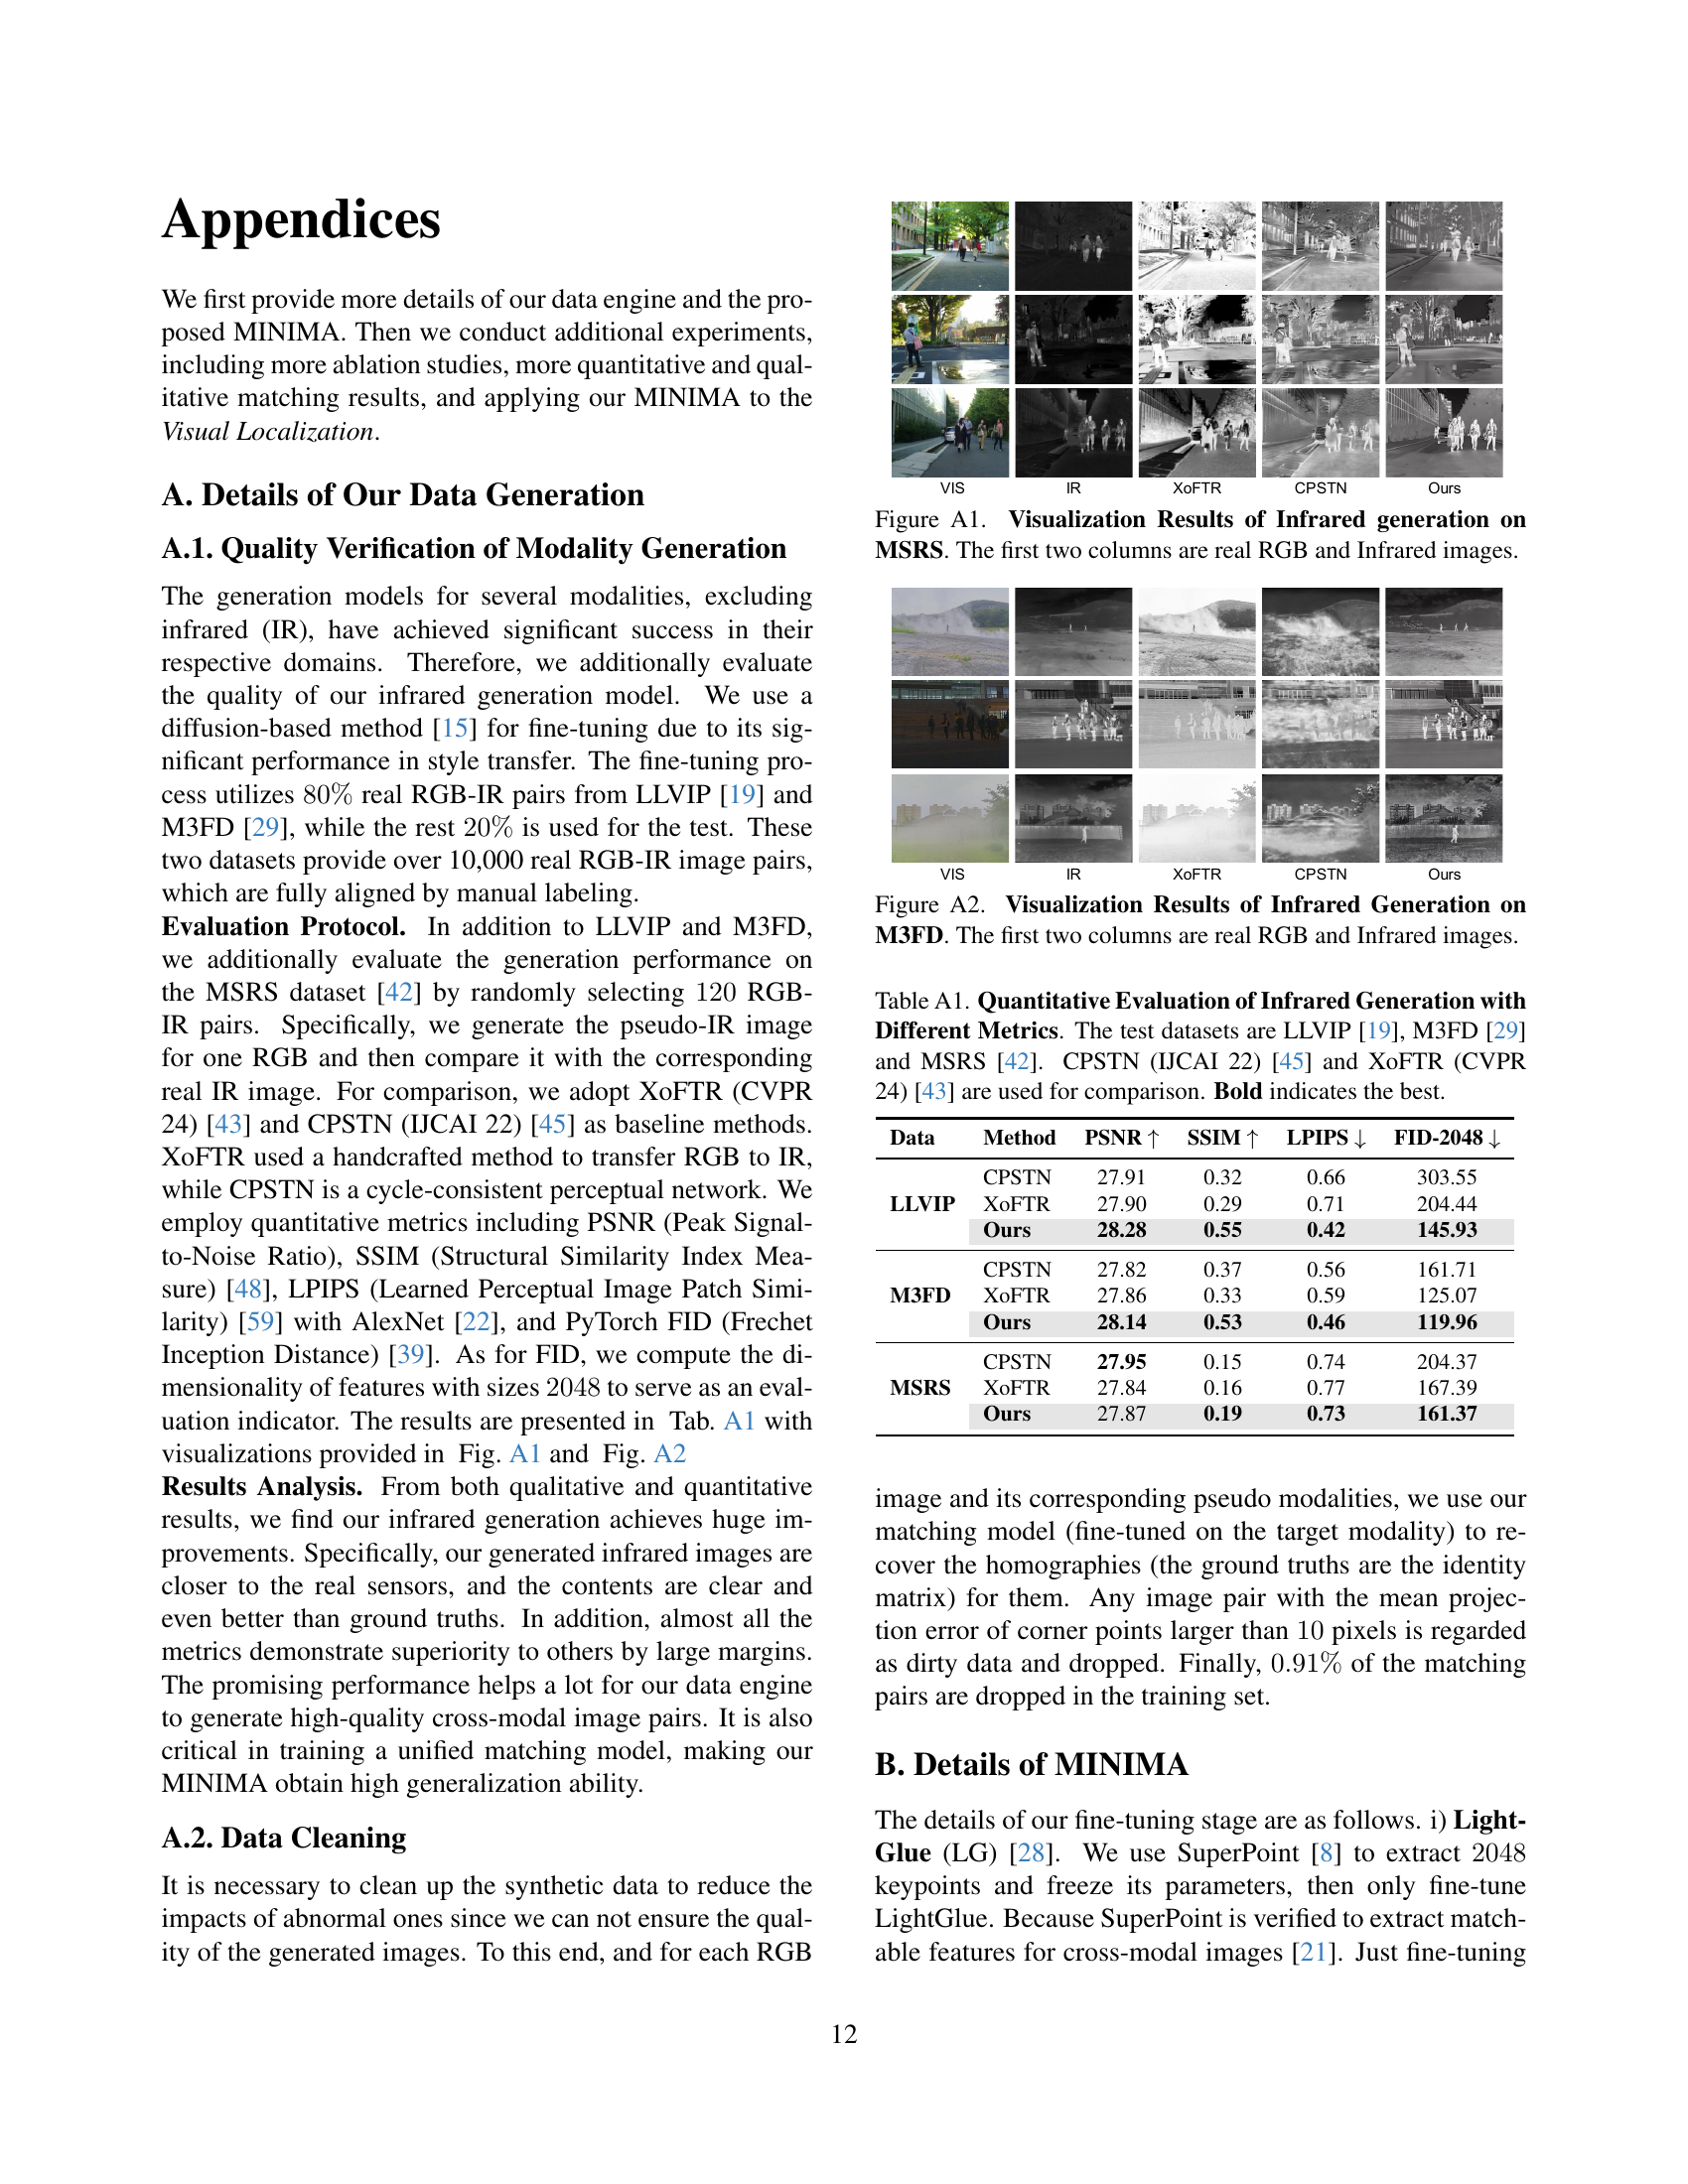 Appendices
We first provide more details of our data engine and the pro-
posed MINIMA. Then we conduct additional experiments,
including more ablation studies, more quantitative and qual-
itative matching results, and applying our MINIMA to the
Visual Localization.
A. Details of Our Data Generation
A.1. Quality Verification of Modality Generation
The generation models for several modalities, excluding
infrared (IR), have achieved significant success in their
respective domains. Therefore, we additionally evaluate
the quality of our infrared generation model. We use a
diffusion-based method [15] for fine-tuning due to its sig-
nificant performance in style transfer. The fine-tuning pro-
cess utilizes 80% real RGB-IR pairs from LLVIP [19] and
M3FD [29], while the rest 20% is used for the test. These
two datasets provide over 10,000 real RGB-IR image pairs,
which are fully aligned by manual labeling.
Evaluation Protocol. In addition to LLVIP and M3FD,
we additionally evaluate the generation performance on
the MSRS dataset [42] by randomly selecting 120 RGB-
IR pairs. Specifically, we generate the pseudo-IR image
for one RGB and then compare it with the corresponding
real IR image. For comparison, we adopt XoFTR (CVPR
24) [43] and CPSTN (IJCAI 22) [45] as baseline methods.
XoFTR used a handcrafted method to transfer RGB to IR,
while CPSTN is a cycle-consistent perceptual network. We
employ quantitative metrics including PSNR (Peak Signal-
to-Noise Ratio), SSIM (Structural Similarity Index Mea-
sure) [48], LPIPS (Learned Perceptual Image Patch Simi-
larity) [59] with AlexNet [22], and PyTorch FID (Frechet
Inception Distance) [39]. As for FID, we compute the di-
mensionality of features with sizes 2048 to serve as an eval-
uation indicator. The results are presented in Tab. A1 with
visualizations provided in Fig. A1 and Fig. A2
Results Analysis. From both qualitative and quantitative
results, we find our infrared generation achieves huge im-
provements. Specifically, our generated infrared images are
closer to the real sensors, and the contents are clear and
even better than ground truths. In addition, almost all the
metrics demonstrate superiority to others by large margins.
The promising performance helps a lot for our data engine
to generate high-quality cross-modal image pairs. It is also
critical in training a unified matching model, making our
MINIMA obtain high generalization ability.
A.2. Data Cleaning
It is necessary to clean up the synthetic data to reduce the
impacts of abnormal ones since we can not ensure the qual-
ity of the generated images. To this end, and for each RGB
VIS IR XoFTR CPSTN Ours
Figure A1. Visualization Results of Infrared generation on
MSRS. The first two columns are real RGB and Infrared images.
VIS IR XoFTR CPSTN Ours
Figure A2. Visualization Results of Infrared Generation on
M3FD. The first two columns are real RGB and Infrared images.
Table A1. Quantitative Evaluation of Infrared Generation with
Different Metrics. The test datasets are LLVIP [19], M3FD [29]
and MSRS [42]. CPSTN (IJCAI 22) [45] and XoFTR (CVPR
24) [43] are used for comparison. Bold indicates the best.
Data Method PSNR ↑ SSIM ↑ LPIPS ↓ FID-2048 ↓
CPSTN 27.91 0.32 0.66 303.55
LLVIP XoFTR 27.90 0.29 0.71 204.44
Ours 28.28 0.55 0.42 145.93
CPSTN 27.82 0.37 0.56 161.71
M3FD XoFTR 27.86 0.33 0.59 125.07
Ours 28.14 0.53 0.46 119.96
CPSTN 27.95 0.15 0.74 204.37
MSRS XoFTR 27.84 0.16 0.77 167.39
Ours 27.87 0.19 0.73 161.37
image and its corresponding pseudo modalities, we use our
matching model (fine-tuned on the target modality) to re-
cover the homographies (the ground truths are the identity
matrix) for them. Any image pair with the mean projec-
tion error of corner points larger than 10 pixels is regarded
as dirty data and dropped. Finally, 0.91% of the matching
pairs are dropped in the training set.
B. Details of MINIMA
The details of our fine-tuning stage are as follows. i) Light-
Glue (LG) [28]. We use SuperPoint [8] to extract 2048
keypoints and freeze its parameters, then only fine-tune
LightGlue. Because SuperPoint is verified to extract match-
able features for cross-modal images [21]. Just fine-tuning
12